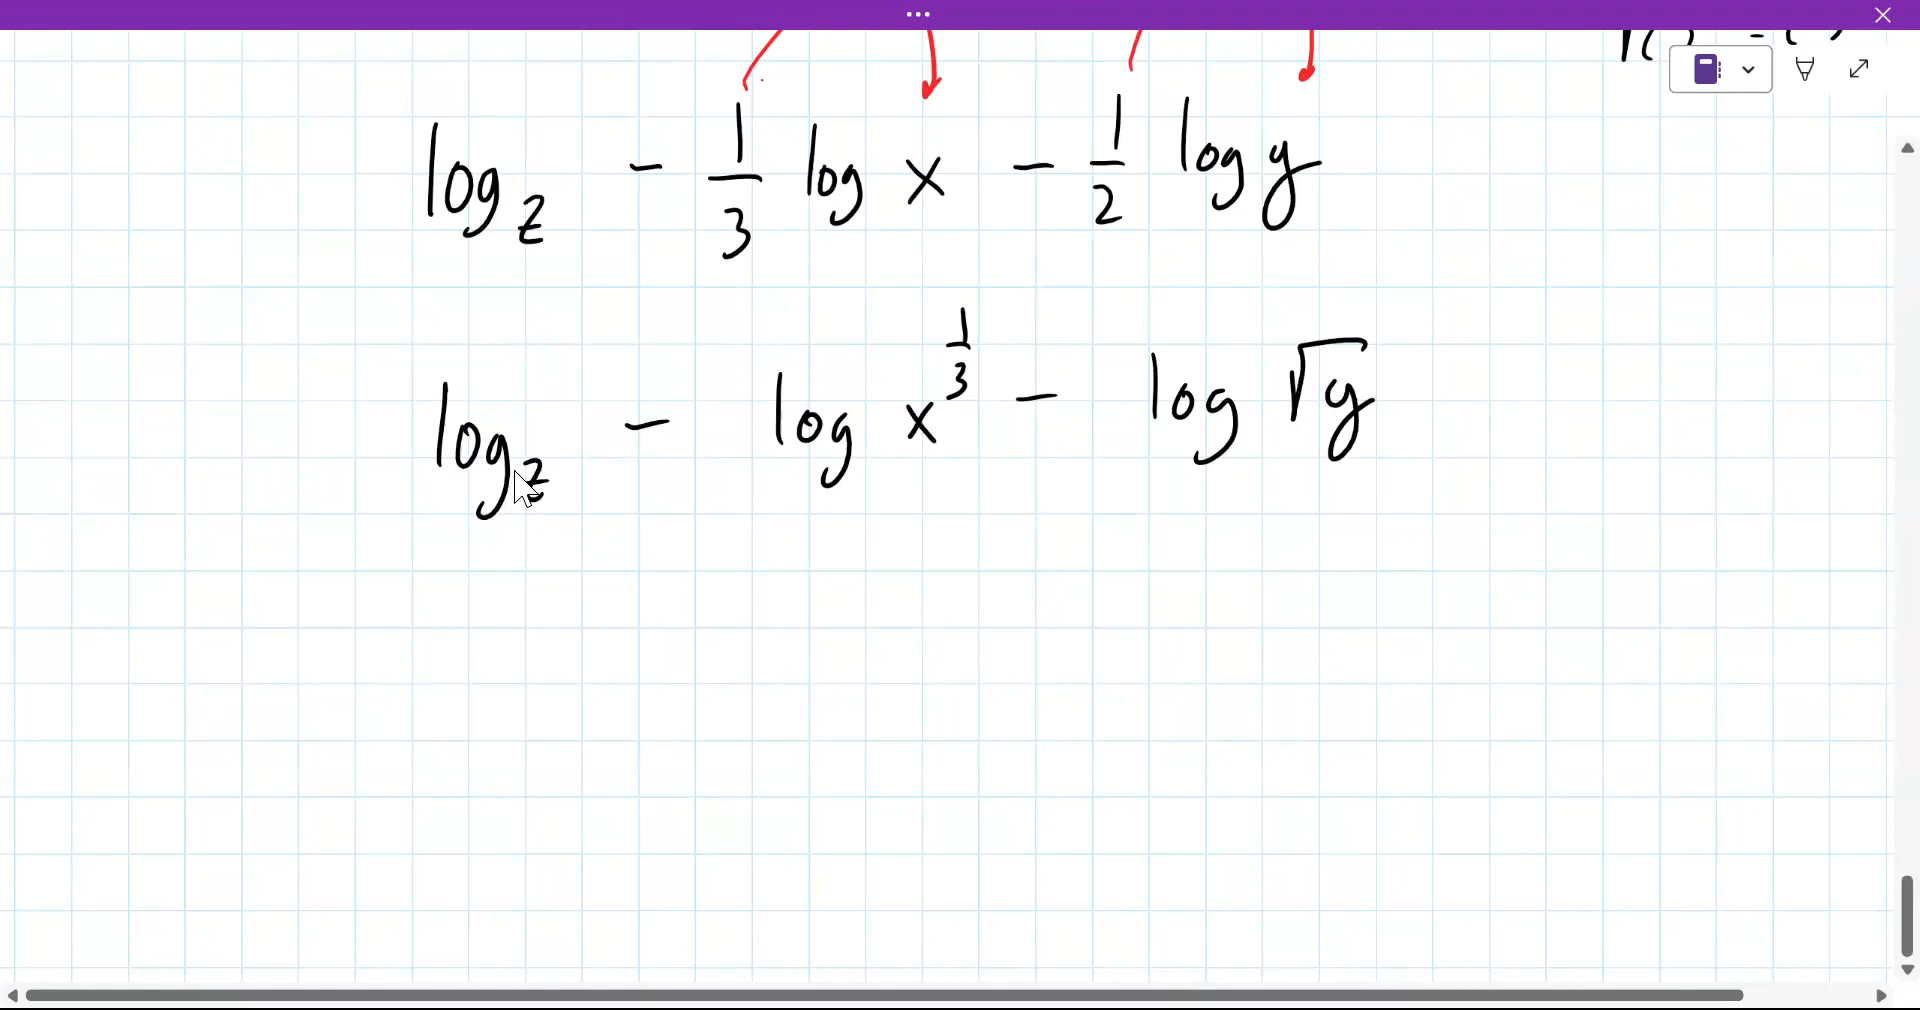 log z - 1/3 log x - 1/2 log y
log z - log x^1/3 - log √y